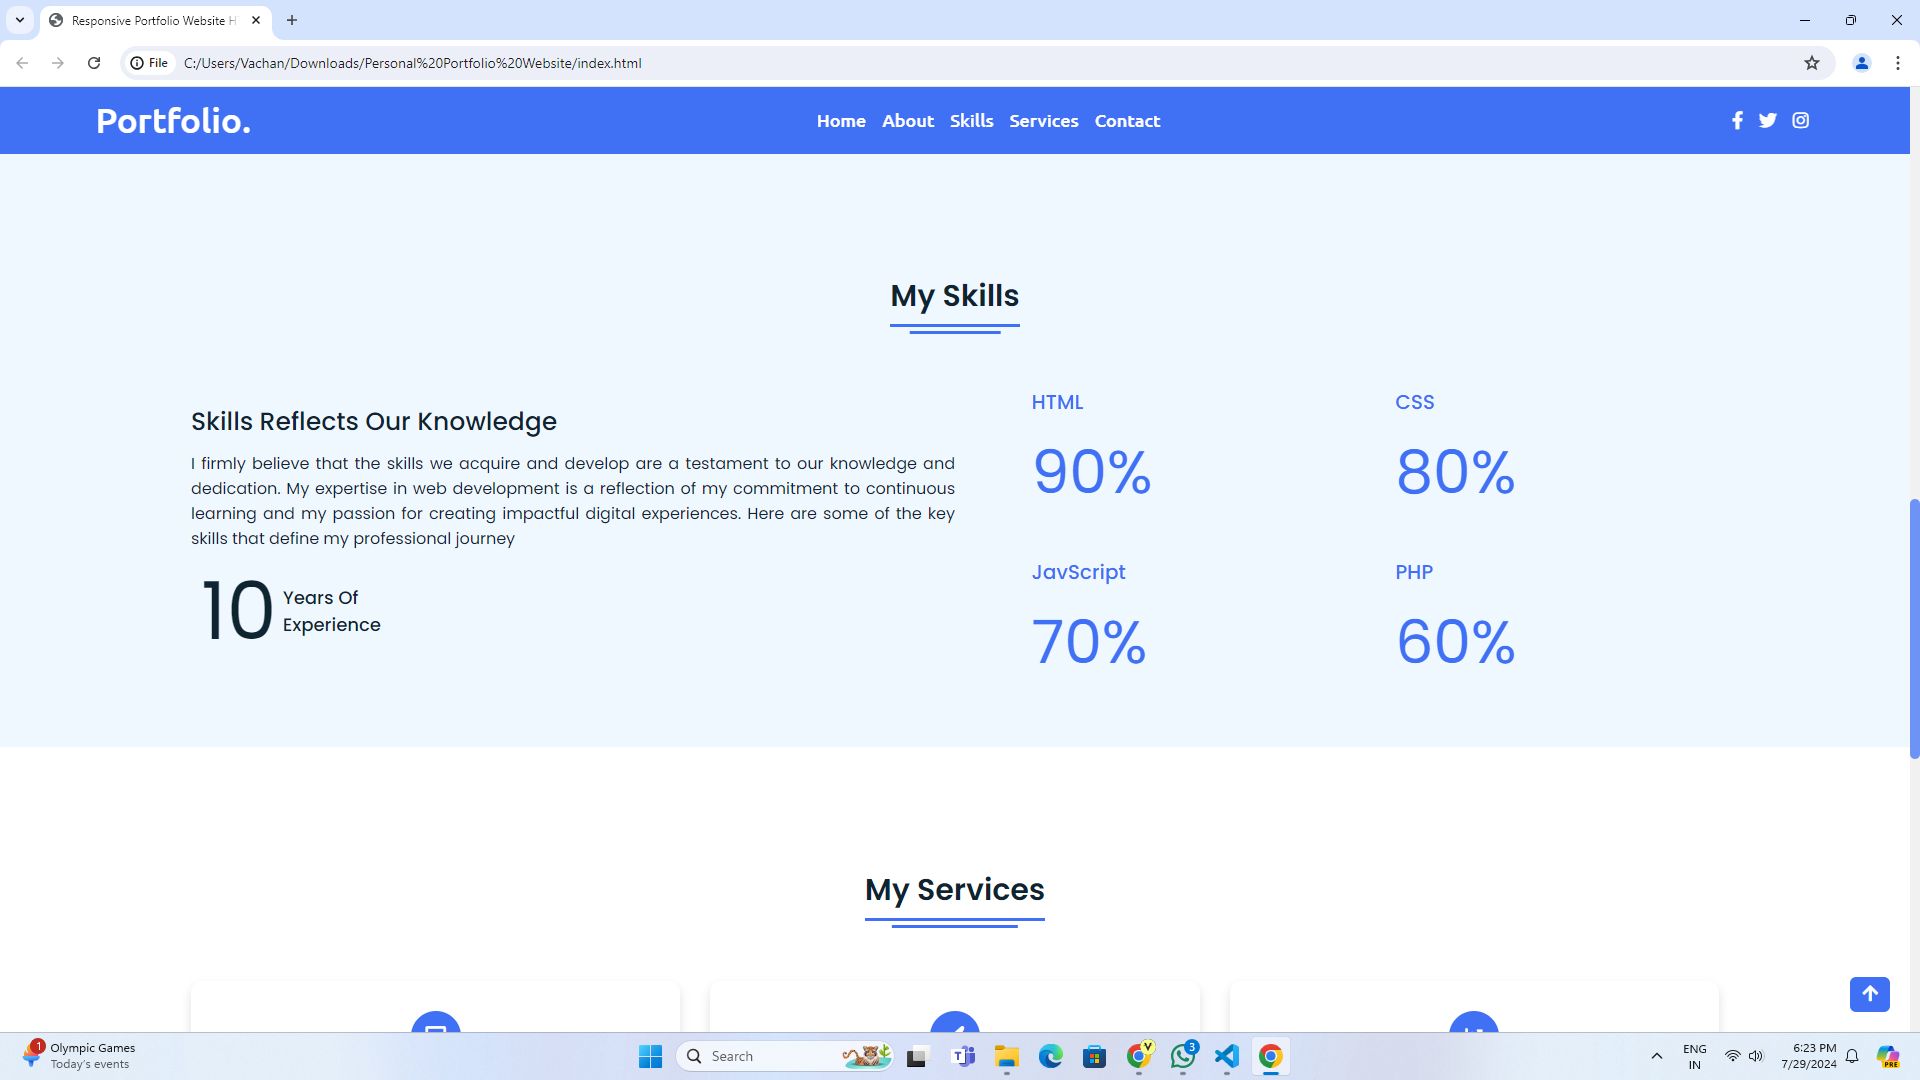 Responsive Portfolio Website H
File
C:/Users/Vachan/Downloads/Personal%20Portfolio%20Website/index.html
Portfolio.
Home
About
Skills
Services
Contact
My Skills
Skills Reflects Our Knowledge
I firmly believe that the skills we acquire and develop are a testament to our knowledge and
dedication. My expertise in web development is a reflection of my commitment to continuous
learning and my passion for creating impactful digital experiences. Here are some of the key
skills that define my professional journey
10
Years Of
Experience
HTML
90%
CSS
80%
JavScript
70%
PHP
60%
My Services
1
Olympic Games
Today's events
Search
T
V
3
PRE
ENG
IN
6:23 PM
7/29/2024